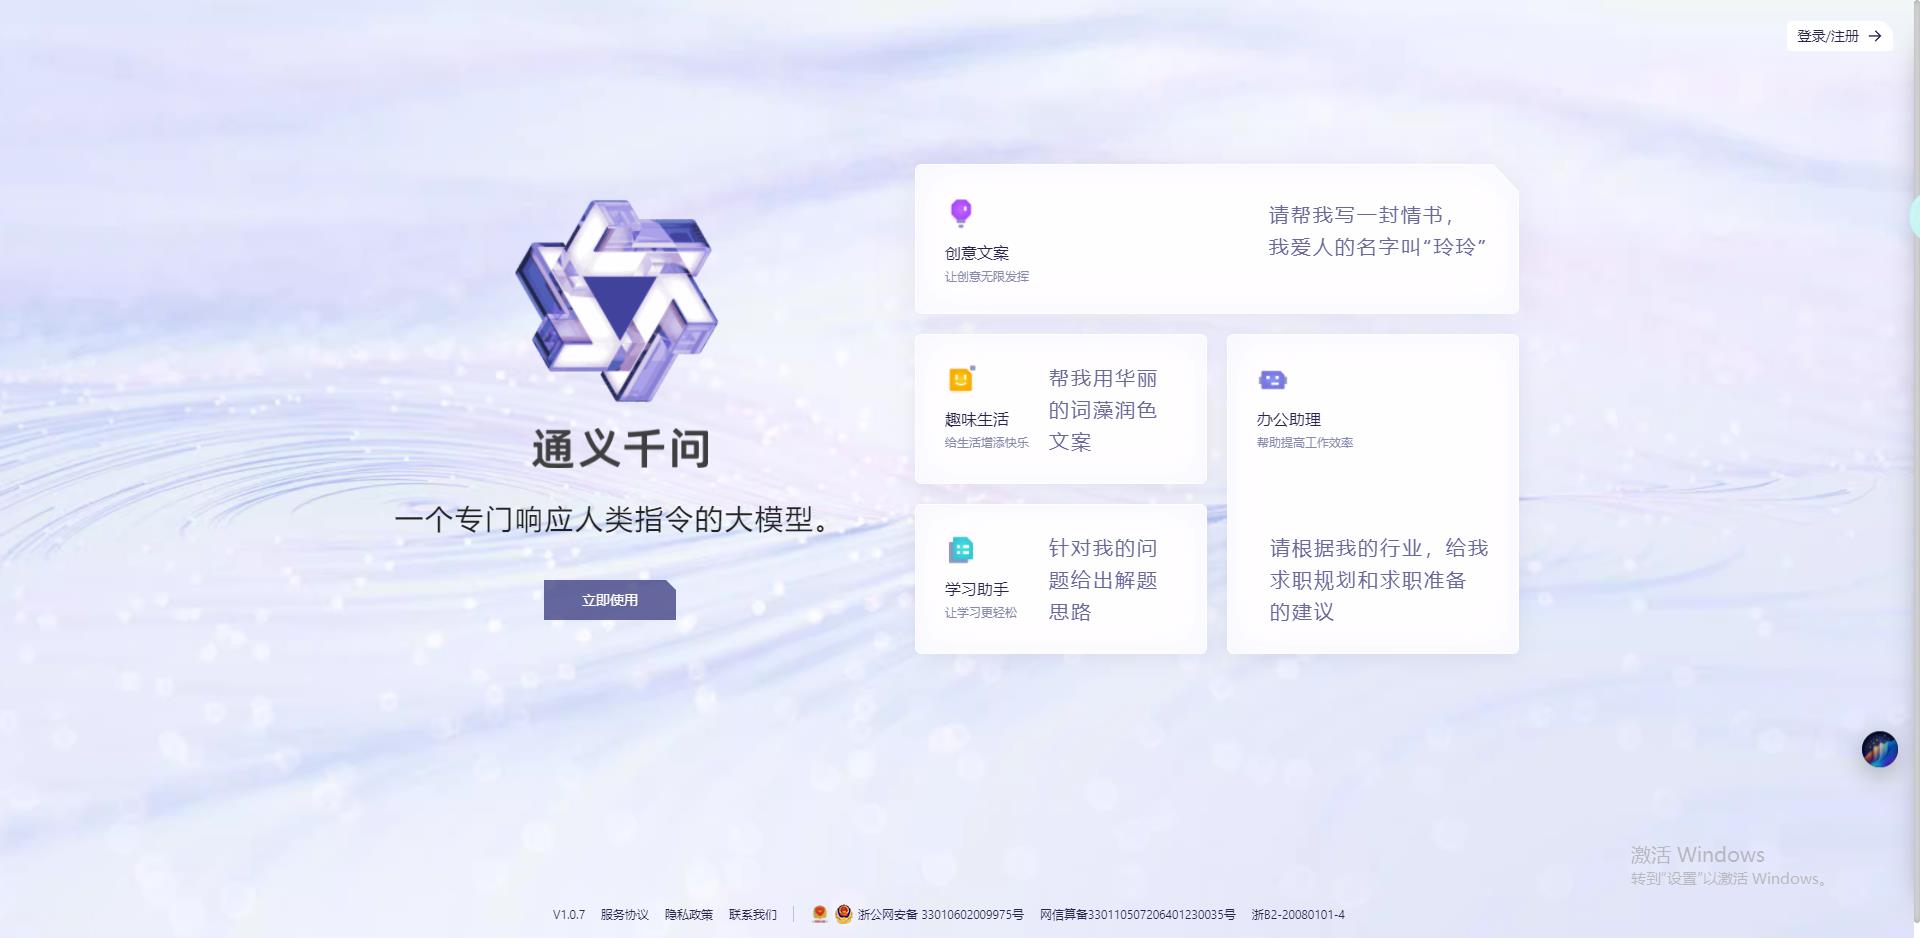 登录/注册
通义千问
一个专门响应人类指令的大模型。
立即使用
创意文案
让创意无限发挥
请帮我写一封情书，
我爱人的名字叫“玲玲”
趣味生活
给生活增添快乐
帮我用华丽
的词藻润色
文案
办公助理
帮助提高工作效率
请根据我的行业，给我
求职规划和求职准备
的建议
学习助手
让学习更轻松
针对我的问
题给出解题
思路
激活 Windows
转到“设置”以激活 Windows。
V1.0.7 服务协议 隐私政策 联系我们 浙公网安备 33010602009975号 网信算备330110507206401230035号 浙B2-20080101-4